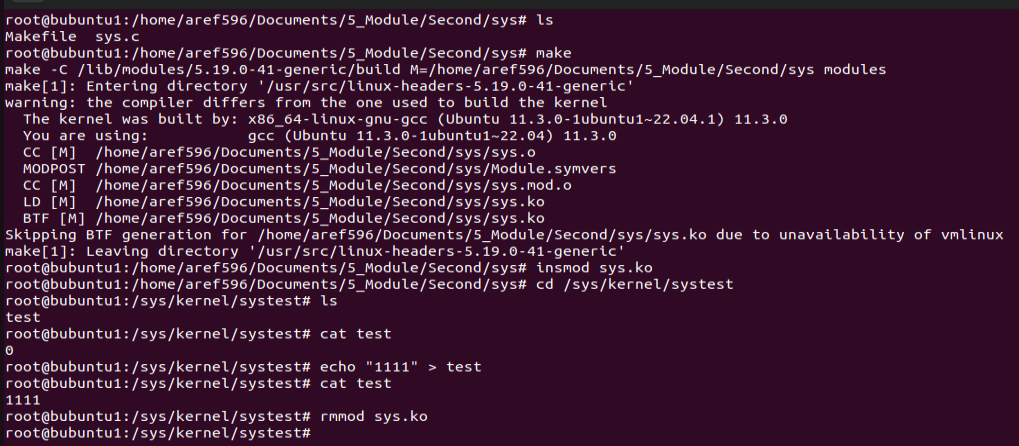 root@bubuntu1:/home/aref596/Documents/5_Module/Second/sys# ls
Makefile  sys.c
root@bubuntu1:/home/aref596/Documents/5_Module/Second/sys# make
make -C /lib/modules/5.19.0-41-generic/build M=/home/aref596/Documents/5_Module/Second/sys modules
make[1]: Entering directory '/usr/src/linux-headers-5.19.0-41-generic'
warning: the compiler differs from the one used to build the kernel
  The kernel was built by: x86_64-linux-gnu-gcc (Ubuntu 11.3.0-1ubuntu1~22.04.1) 11.3.0
  You are using:           gcc (Ubuntu 11.3.0-1ubuntu1~22.04) 11.3.0
  CC [M]  /home/aref596/Documents/5_Module/Second/sys/sys.o
  MODPOST /home/aref596/Documents/5_Module/Second/sys/Module.symvers
  CC [M]  /home/aref596/Documents/5_Module/Second/sys/sys.mod.o
  LD [M]  /home/aref596/Documents/5_Module/Second/sys/sys.ko
  BTF [M] /home/aref596/Documents/5_Module/Second/sys/sys.ko
Skipping BTF generation for /home/aref596/Documents/5_Module/Second/sys/sys.ko due to unavailability of vmlinux
make[1]: Leaving directory '/usr/src/linux-headers-5.19.0-41-generic'
root@bubuntu1:/home/aref596/Documents/5_Module/Second/sys# insmod sys.ko
root@bubuntu1:/home/aref596/Documents/5_Module/Second/sys# cd /sys/kernel/systest
root@bubuntu1:/sys/kernel/systest# ls
test
root@bubuntu1:/sys/kernel/systest# cat test
0
root@bubuntu1:/sys/kernel/systest# echo "1111" > test
root@bubuntu1:/sys/kernel/systest# cat test
1111
root@bubuntu1:/sys/kernel/systest# rmmod sys.ko
root@bubuntu1:/sys/kernel/systest#